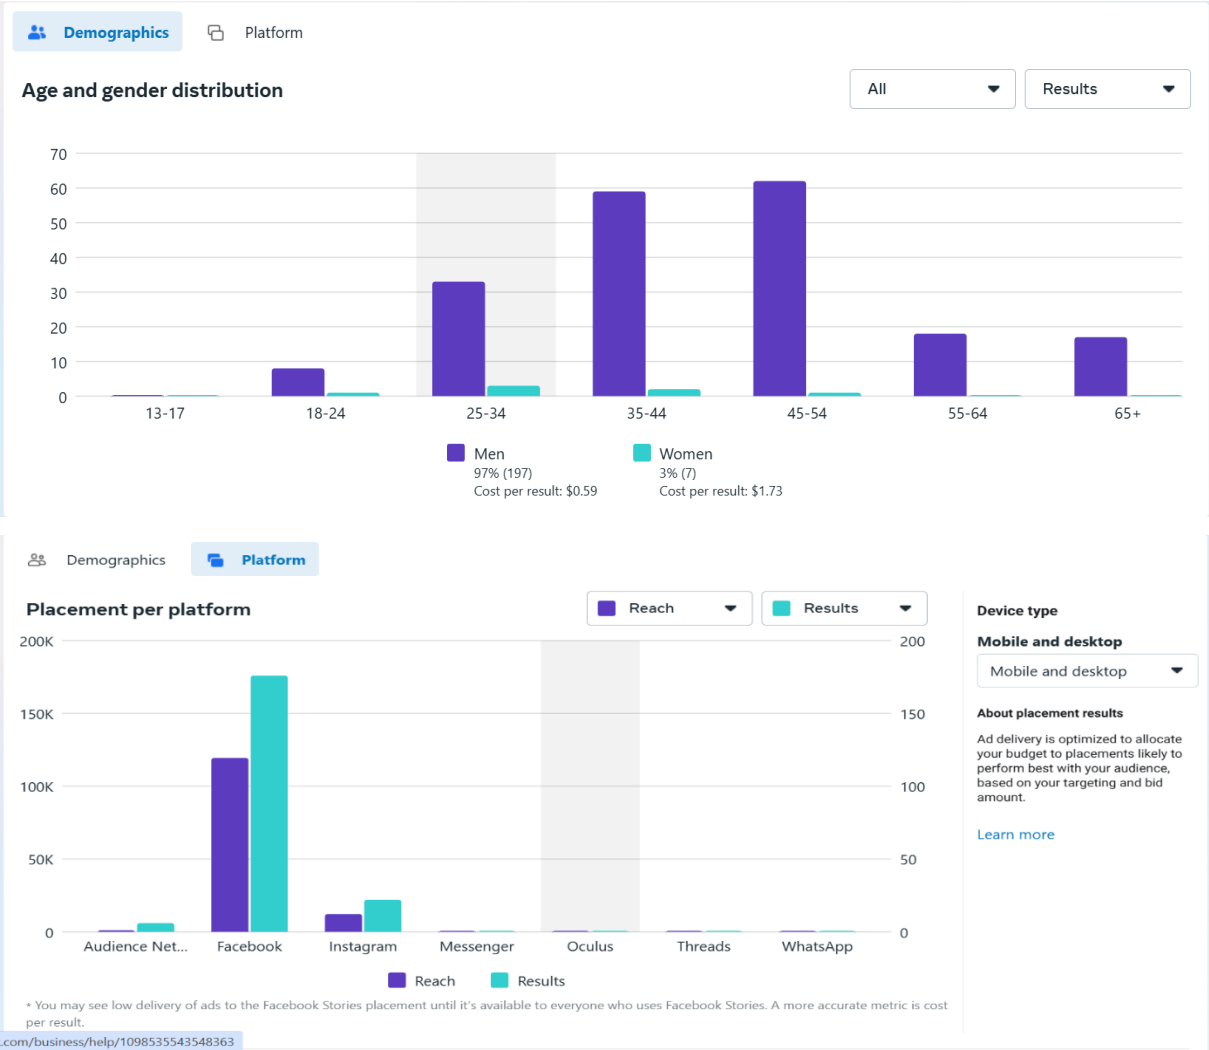 Demographics
Platform
Age and gender distribution
All
Results
70
60
50
40
30
20
10
0
13-17
18-24
25-34
35-44
45-54
55-64
65+
Men
97% (197)
Cost per result: $0.59
Women
3% (7)
Cost per result: $1.73
Demographics
Platform
Placement per platform
Reach
Results
200K
150K
100K
50K
0
200
150
100
50
0
Audience Net...
Facebook
Instagram
Messenger
Oculus
Threads
WhatsApp
Reach
Results
* You may see low delivery of ads to the Facebook Stories placement until it's available to everyone who uses Facebook Stories. A more accurate metric is cost
per result.
.com/business/help/1098535543548363
Device type
Mobile and desktop
Mobile and desktop
About placement results
Ad delivery is optimized to allocate
your budget to placements likely to
perform best with your audience,
based on your targeting and bid
amount.
Learn more